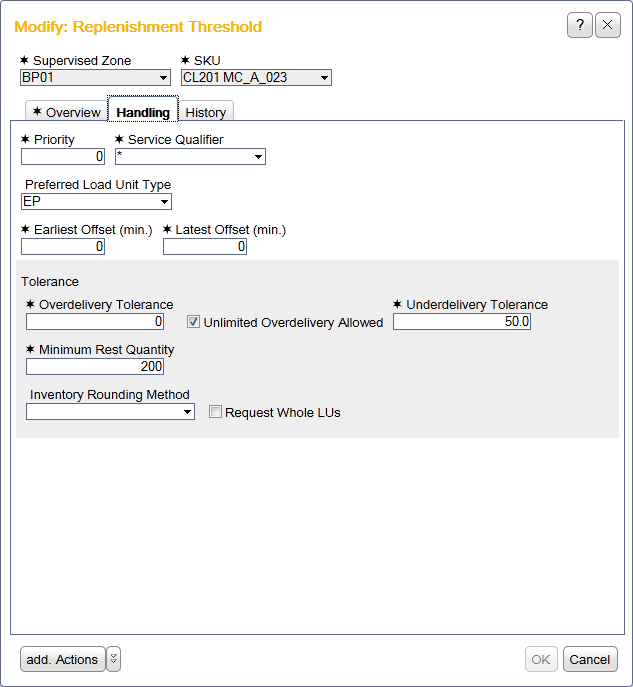 Modify: Replenishment Threshold
?
✶ Supervised Zone ✶ SKU
BP01 CL201 MC_A_023
✶ Overview Handling History
✶ Priority ✶ Service Qualifier
0 *
Preferred Load Unit Type
EP
✶ Earliest Offset (min.) ✶ Latest Offset (min.)
0 0
Tolerance
✶ Overdelivery Tolerance ✶ Underdelivery Tolerance
0 Unlimited Overdelivery Allowed 50.0
✶ Minimum Rest Quantity
200
Inventory Rounding Method
Request Whole LUs
add. Actions OK Cancel